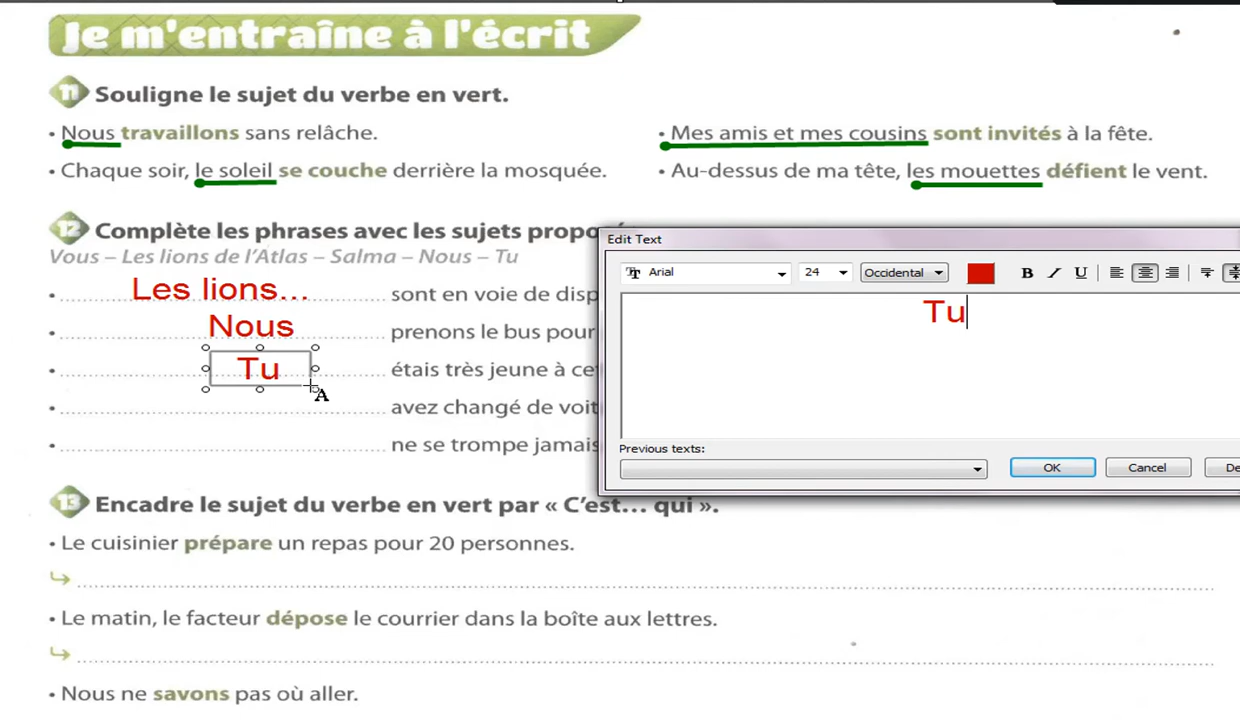 Je m'entraîne à l'écrit
11 Souligne le sujet du verbe en vert.
• Nous travaillons sans relâche.
• Mes amis et mes cousins sont invités à la fête.
• Chaque soir, le soleil se couche derrière la mosquée.
• Au-dessus de ma tête, les mouettes défient le vent.
12 Complète les phrases avec les sujets propo
Vous – Les lions de l'Atlas – Salma – Nous – Tu
• Les lions... sont en voie de disp
• Nous prenons le bus pour
• Tu étais très jeune à ce
• avez changé de voit
• ne se trompe jamais
Edit Text
Arial 24 Occidental B I U
Tu
Previous texts:
OK Cancel De
13 Encadre le sujet du verbe en vert par « C'est... qui ».
• Le cuisinier prépare un repas pour 20 personnes.
• Le matin, le facteur dépose le courrier dans la boîte aux lettres.
• Nous ne savons pas où aller.